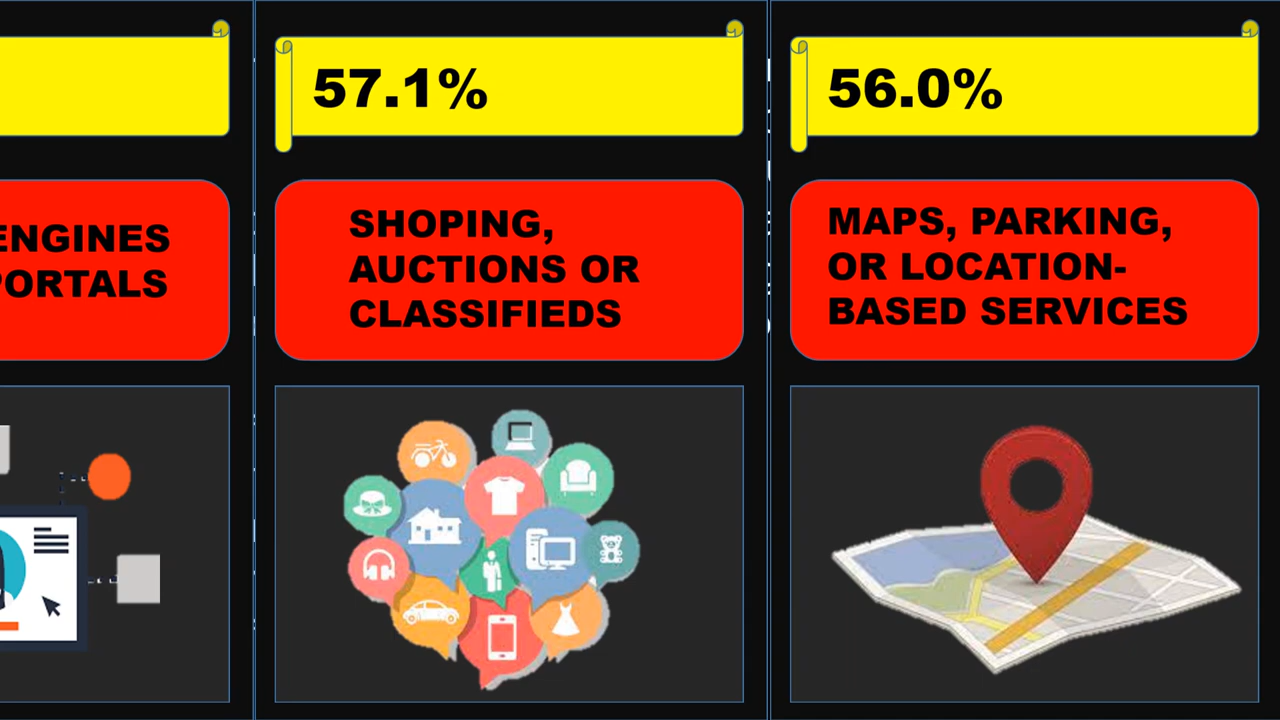 ENGINES
PORTALS
57.1%
SHOPING,
AUCTIONS OR
CLASSIFIEDS
56.0%
MAPS, PARKING,
OR LOCATION-
BASED SERVICES